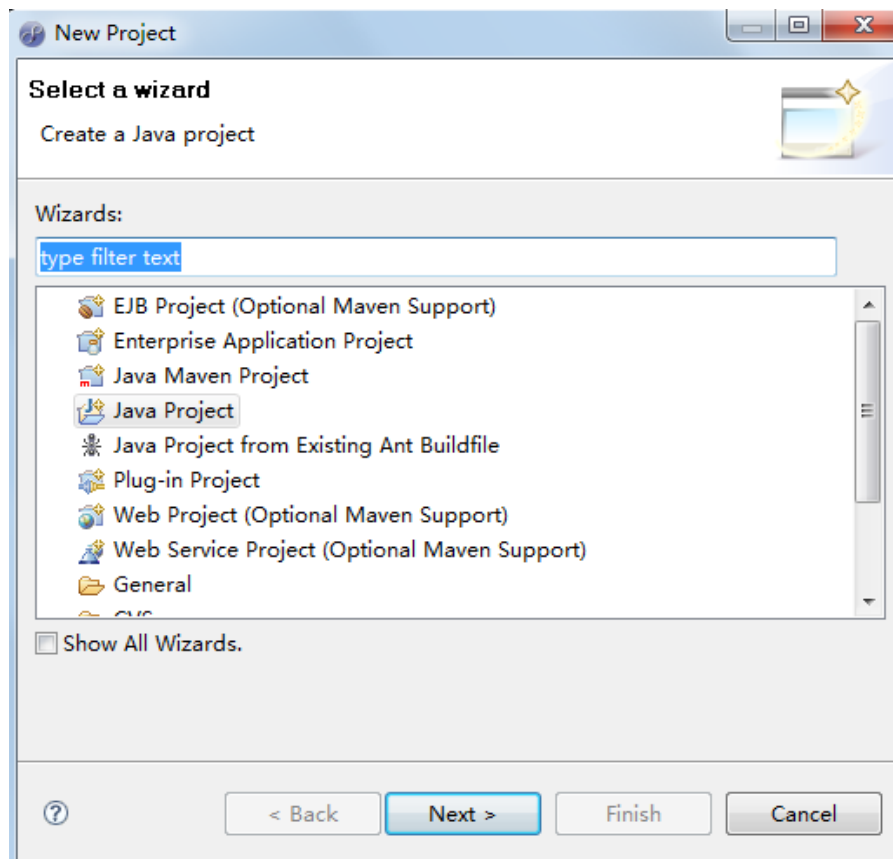 New Project
Select a wizard
Create a Java project
Wizards:
type filter text
EJB Project (Optional Maven Support)
Enterprise Application Project
Java Maven Project
Java Project
Java Project from Existing Ant Buildfile
Plug-in Project
Web Project (Optional Maven Support)
Web Service Project (Optional Maven Support)
General
CVS
Show All Wizards.
< Back
Next >
Finish
Cancel